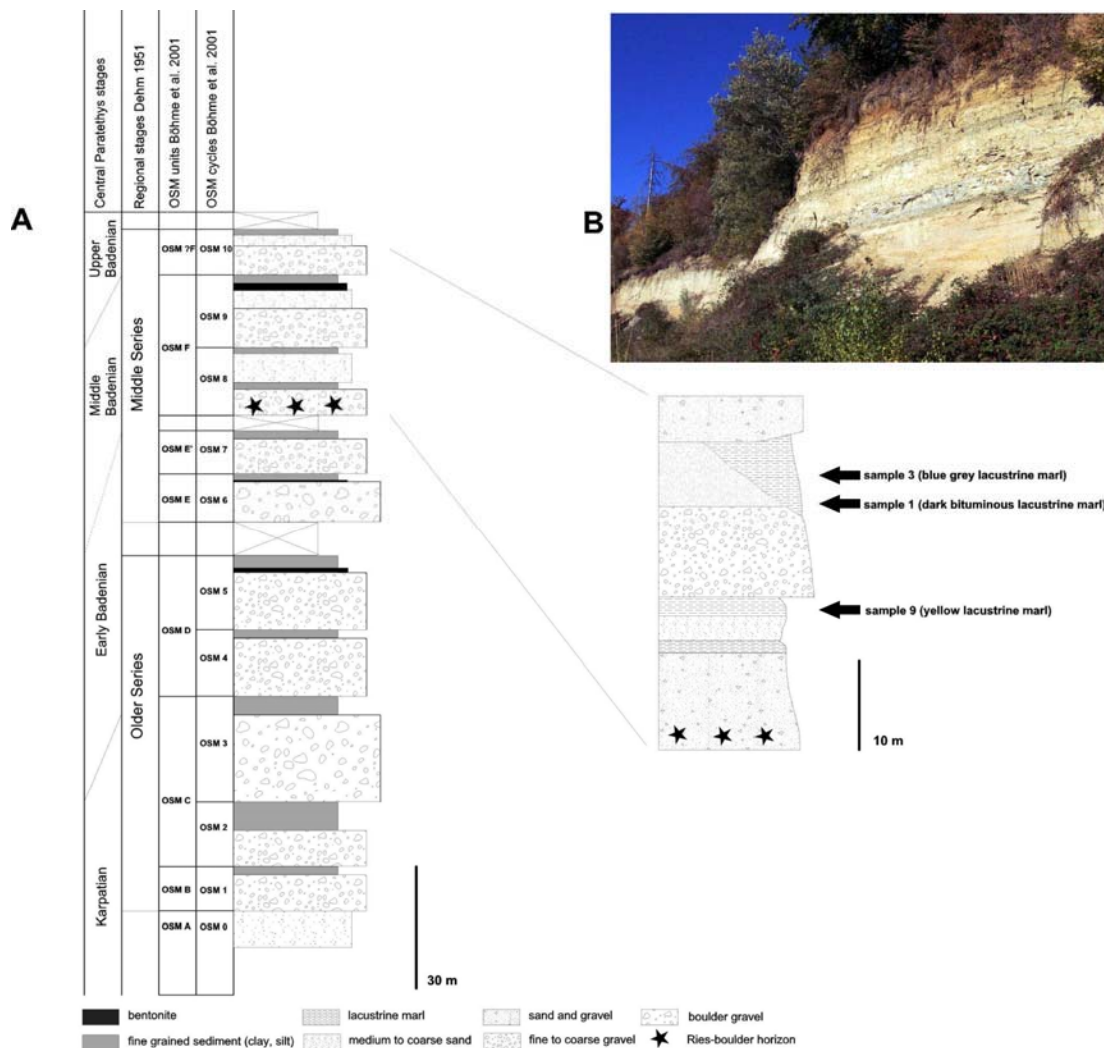 A
Central Paratethys stages
Regional stages Dehm 1951
OSM units Böhme et al. 2001
OSM cycles Böhme et al. 2001
B
Upper Badenian
Middle Badenian
Early Badenian
Karpatian
Middle Series
Older Series
OSM ?F
OSM 10
OSM F
OSM 9
OSM 8
OSM E'
OSM 7
OSM E
OSM 6
OSM D
OSM 5
OSM 4
OSM C
OSM 3
OSM 2
OSM B
OSM 1
OSM A
OSM 0
30 m
sample 3 (blue grey lacustrine marl)
sample 1 (dark bituminous lacustrine marl)
sample 9 (yellow lacustrine marl)
10 m
bentonite
lacustrine marl
sand and gravel
boulder gravel
fine grained sediment (clay, silt)
medium to coarse sand
fine to coarse gravel
Ries-boulder horizon